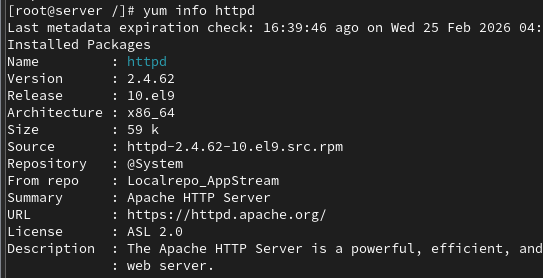 [root@server /]# yum info httpd
Last metadata expiration check: 16:39:46 ago on Wed 25 Feb 2026 04:
Installed Packages
Name         : httpd
Version      : 2.4.62
Release      : 10.el9
Architecture : x86_64
Size         : 59 k
Source       : httpd-2.4.62-10.el9.src.rpm
Repository   : @System
From repo    : Localrepo_AppStream
Summary      : Apache HTTP Server
URL          : https://httpd.apache.org/
License      : ASL 2.0
Description  : The Apache HTTP Server is a powerful, efficient, and
             : web server.